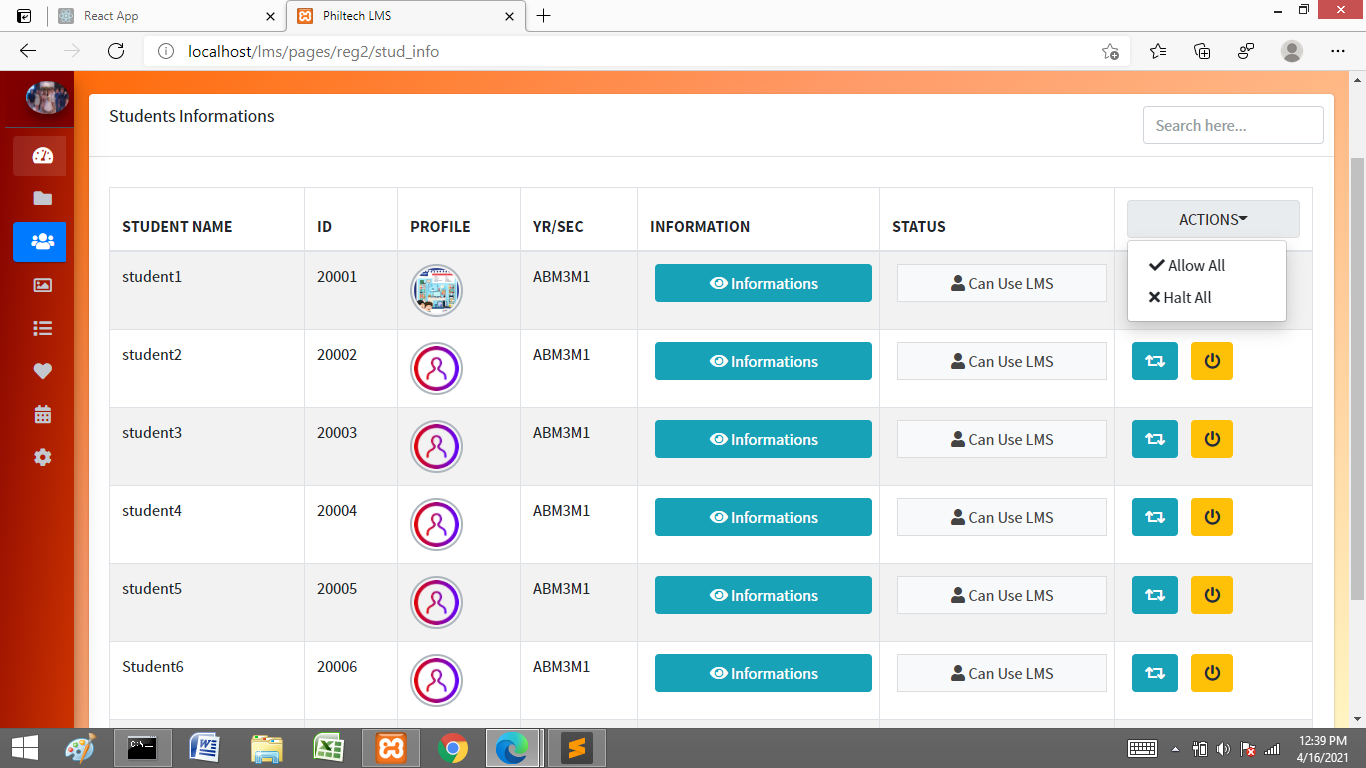 React App
Philtech LMS
localhost/lms/pages/reg2/stud_info
Students Informations
Search here...
STUDENT NAME ID PROFILE YR/SEC INFORMATION STATUS ACTIONS
Allow All
Halt All
student1 20001 ABM3M1 Informations Can Use LMS
student2 20002 ABM3M1 Informations Can Use LMS
student3 20003 ABM3M1 Informations Can Use LMS
student4 20004 ABM3M1 Informations Can Use LMS
student5 20005 ABM3M1 Informations Can Use LMS
Student6 20006 ABM3M1 Informations Can Use LMS
12:39 PM
4/16/2021